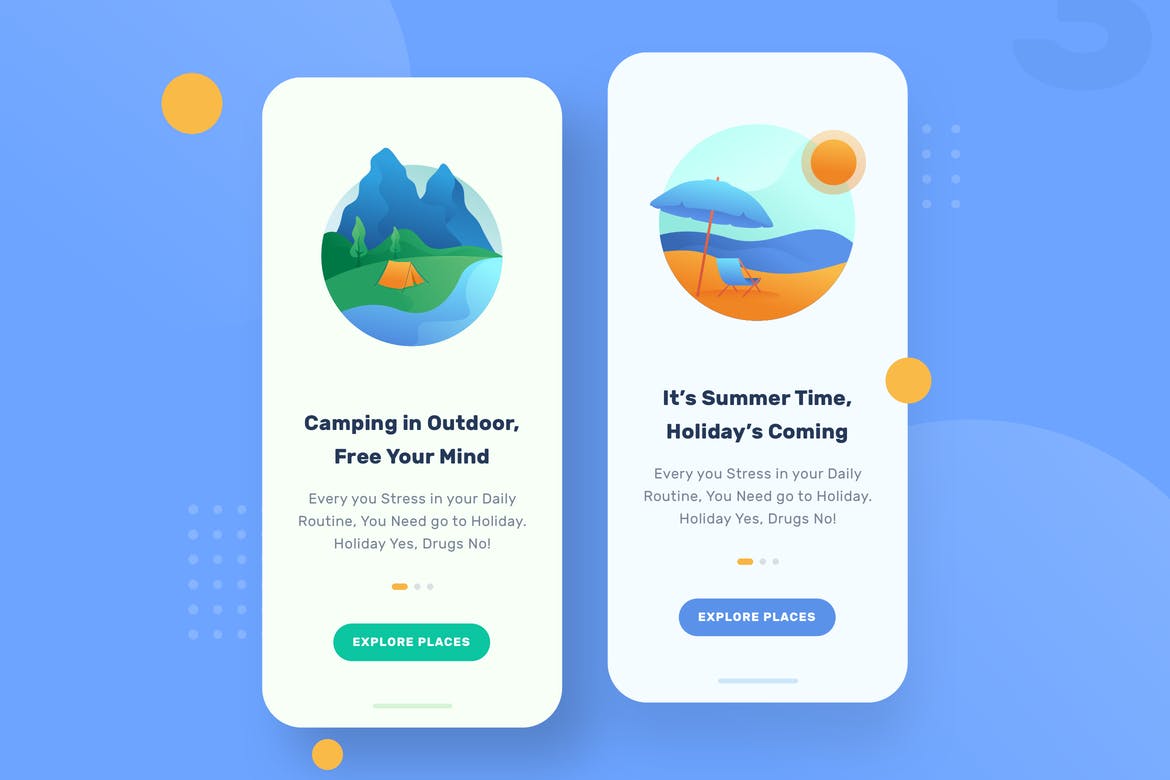 3
Camping in Outdoor,
Free Your Mind
Every you Stress in your Daily
Routine, You Need go to Holiday.
Holiday Yes, Drugs No!
EXPLORE PLACES
It’s Summer Time,
Holiday’s Coming
Every you Stress in your Daily
Routine, You Need go to Holiday.
Holiday Yes, Drugs No!
EXPLORE PLACES